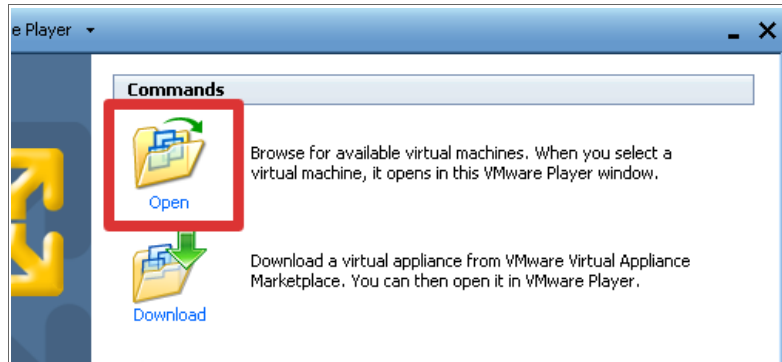 e Player
Commands
Browse for available virtual machines. When you select a
virtual machine, it opens in this VMware Player window.
Open
Download a virtual appliance from VMware Virtual Appliance
Marketplace. You can then open it in VMware Player.
Download